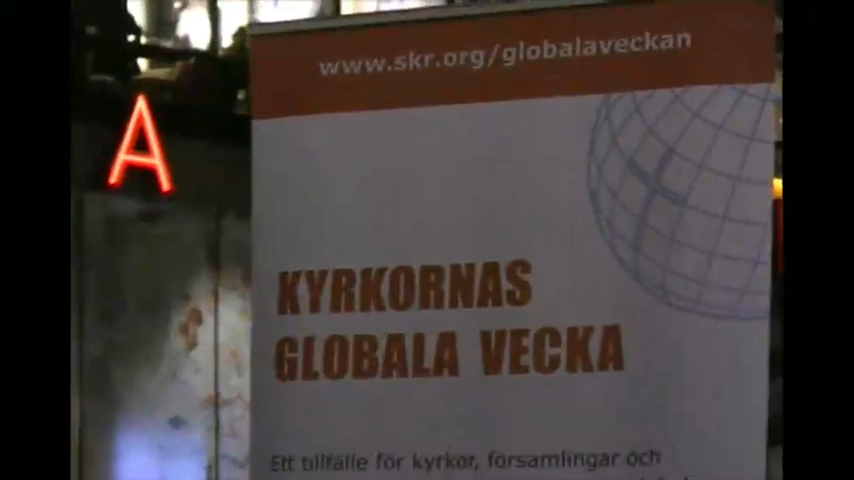 www.skr.org/globalaveckan
A
KYRKORNAS
GLOBALA VECKA
Ett tillfälle för kyrkor, församlingar och